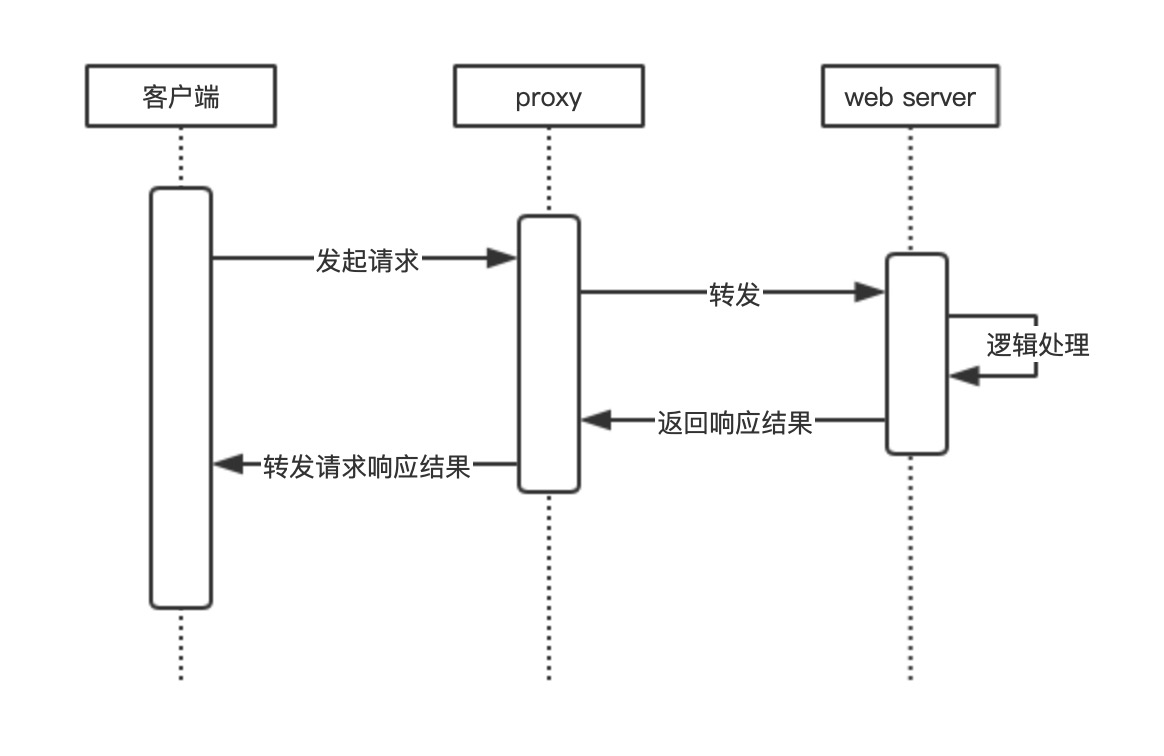 客户端
proxy
web server
发起请求
转发
逻辑处理
返回响应结果
转发请求响应结果